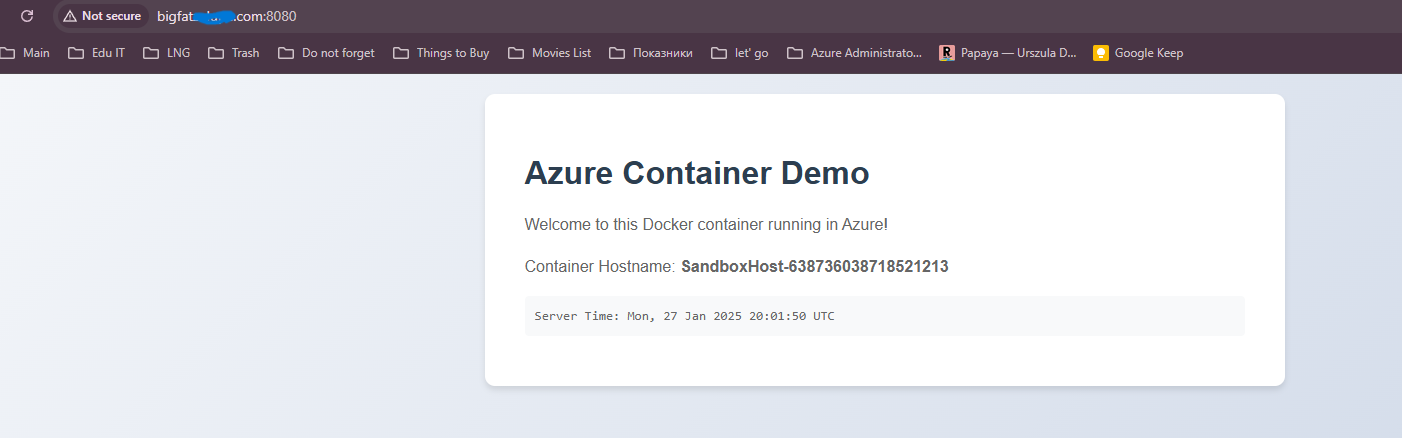 Not secure bigfat .com:8080
Main Edu IT LNG Trash Do not forget Things to Buy Movies List Показники let' go Azure Administrato... R Papaya — Urszula D... Google Keep
Azure Container Demo
Welcome to this Docker container running in Azure!
Container Hostname: SandboxHost-638736038718521213
Server Time: Mon, 27 Jan 2025 20:01:50 UTC